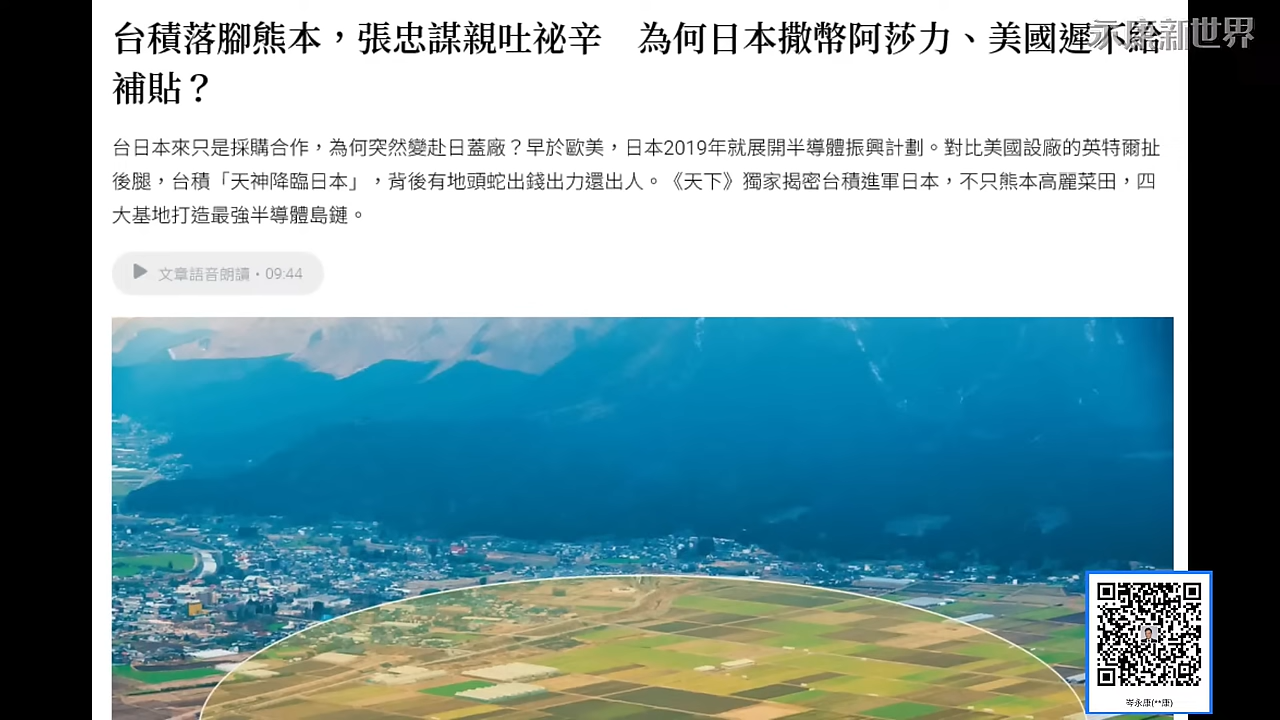 台積落腳熊本，張忠謀親吐祕辛　為何日本撒幣阿莎力、美國遲不給
補貼？
永康新世界
台日本來只是採購合作，為何突然變赴日蓋廠？早於歐美，日本2019年就展開半導體振興計劃。對比美國設廠的英特爾扯
後腿，台積「天神降臨日本」，背後有地頭蛇出錢出力還出人。《天下》獨家揭密台積進軍日本，不只熊本高麗菜田，四
大基地打造最強半導體島鏈。
文章語音朗讀・09:44
岑永康(**康)